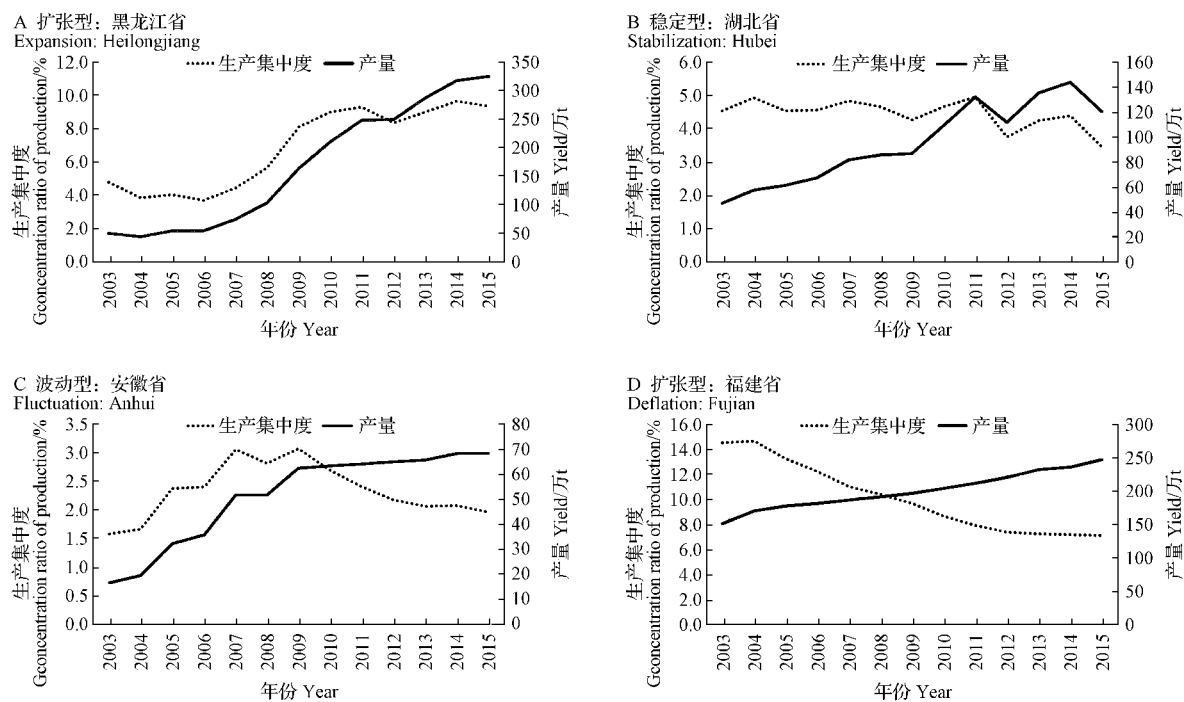 A 扩张型：黑龙江省
Expansion: Heilongjiang
生产集中度 产量
生产集中度
Gconcentration ratio of production/%
12.0
10.0
8.0
6.0
4.0
2.0
0.0
350
300
250
200
150
100
50
0
产量 Yield/万t
2003 2004 2005 2006 2007 2008 2009 2010 2011 2012 2013 2014 2015
年份 Year
B 稳定型：湖北省
Stabilization: Hubei
生产集中度 产量
生产集中度
Gconcentration ratio of production/%
6.0
5.0
4.0
3.0
2.0
1.0
0.0
160
140
120
100
80
60
40
20
0
产量 Yield/万t
2003 2004 2005 2006 2007 2008 2009 2010 2011 2012 2013 2014 2015
年份 Year
C 波动型：安徽省
Fluctuation: Anhui
生产集中度 产量
生产集中度
Gconcentration ratio of production/%
3.5
3.0
2.5
2.0
1.5
1.0
0.5
0.0
80
70
60
50
40
30
20
10
0
产量 Yield/万t
2003 2004 2005 2006 2007 2008 2009 2010 2011 2012 2013 2014 2015
年份 Year
D 扩张型：福建省
Deflation: Fujian
生产集中度 产量
生产集中度
Gconcentration ratio of production/%
16.0
14.0
12.0
10.0
8.0
6.0
4.0
2.0
0.0
300
250
200
150
100
50
0
产量 Yield/万t
2003 2004 2005 2006 2007 2008 2009 2010 2011 2012 2013 2014 2015
年份 Year